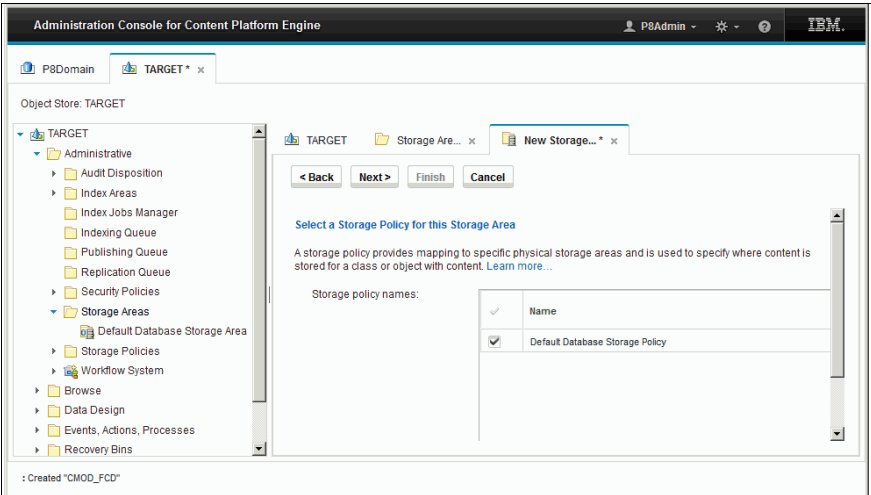 Administration Console for Content Platform Engine
P8Admin
IBM.
P8Domain
TARGET *
Object Store: TARGET
TARGET
Administrative
Audit Disposition
Index Areas
Index Jobs Manager
Indexing Queue
Publishing Queue
Replication Queue
Security Policies
Storage Areas
Default Database Storage Area
Storage Policies
Workflow System
Browse
Data Design
Events, Actions, Processes
Recovery Bins
TARGET
Storage Are...
New Storage... *
< Back
Next >
Finish
Cancel
Select a Storage Policy for this Storage Area
A storage policy provides mapping to specific physical storage areas and is used to specify where content is
stored for a class or object with content. Learn more...
Storage policy names:
Name
Default Database Storage Policy
: Created "CMOD_FCD"